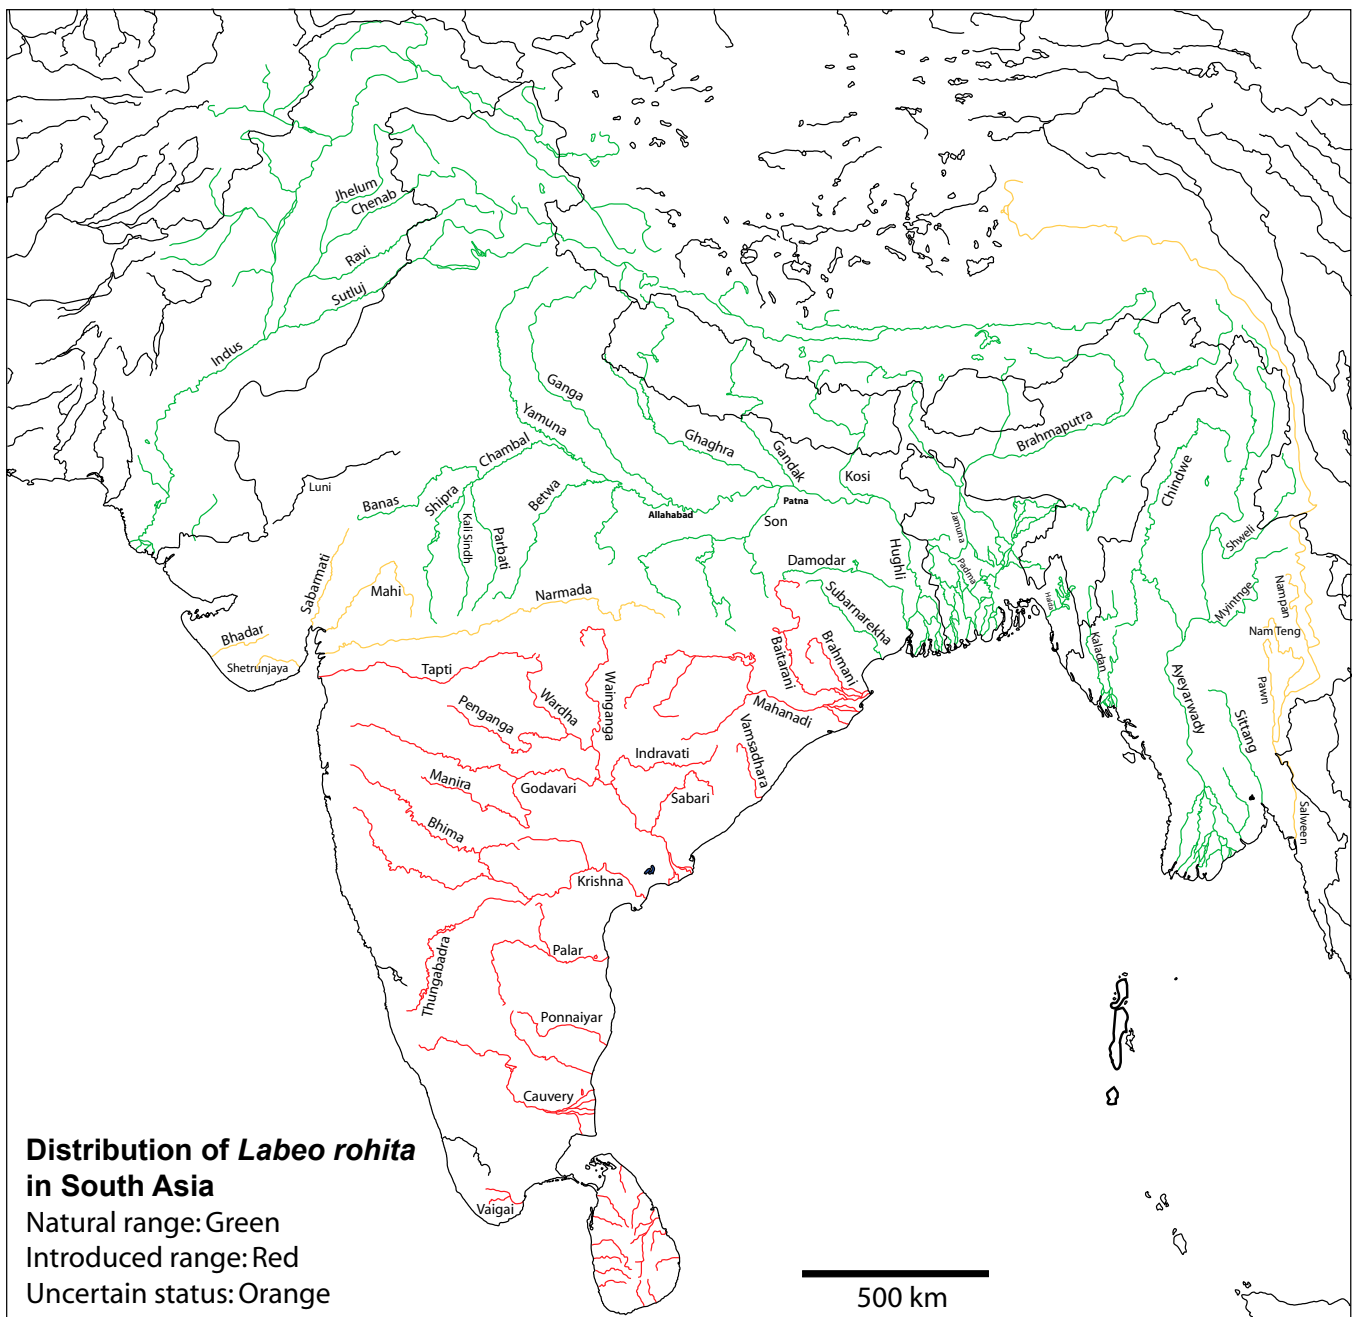 Jhelum
Chenab
Ravi
Sutluj
Indus
Ganga
Yamuna
Ghaghra
Gandak
Kosi
Brahmaputra
Chindwe
Chambal
Luni
Banas
Shipra
Kali Sindh
Parbati
Betwa
Allahabad
Patna
Son
Jamuna
Padma
Hughli
Halda
Shweli
Damodar
Subarnarekha
Sabarmati
Mahi
Narmada
Myintnge
Nampan
Nam Teng
Bhadar
Shetrunjaya
Kaladan
Pawn
Tapti
Wardha
Wainganga
Baitarani
Brahmani
Mahanadi
Ayeyarwady
Sittang
Penganga
Vamsadhara
Indravati
Manira
Godavari
Sabari
Salween
Bhima
Krishna
Thungabadra
Palar
Ponnaiyar
Cauvery
Vaigai
Distribution of Labeo rohita
in South Asia
Natural range: Green
Introduced range: Red
Uncertain status: Orange
500 km